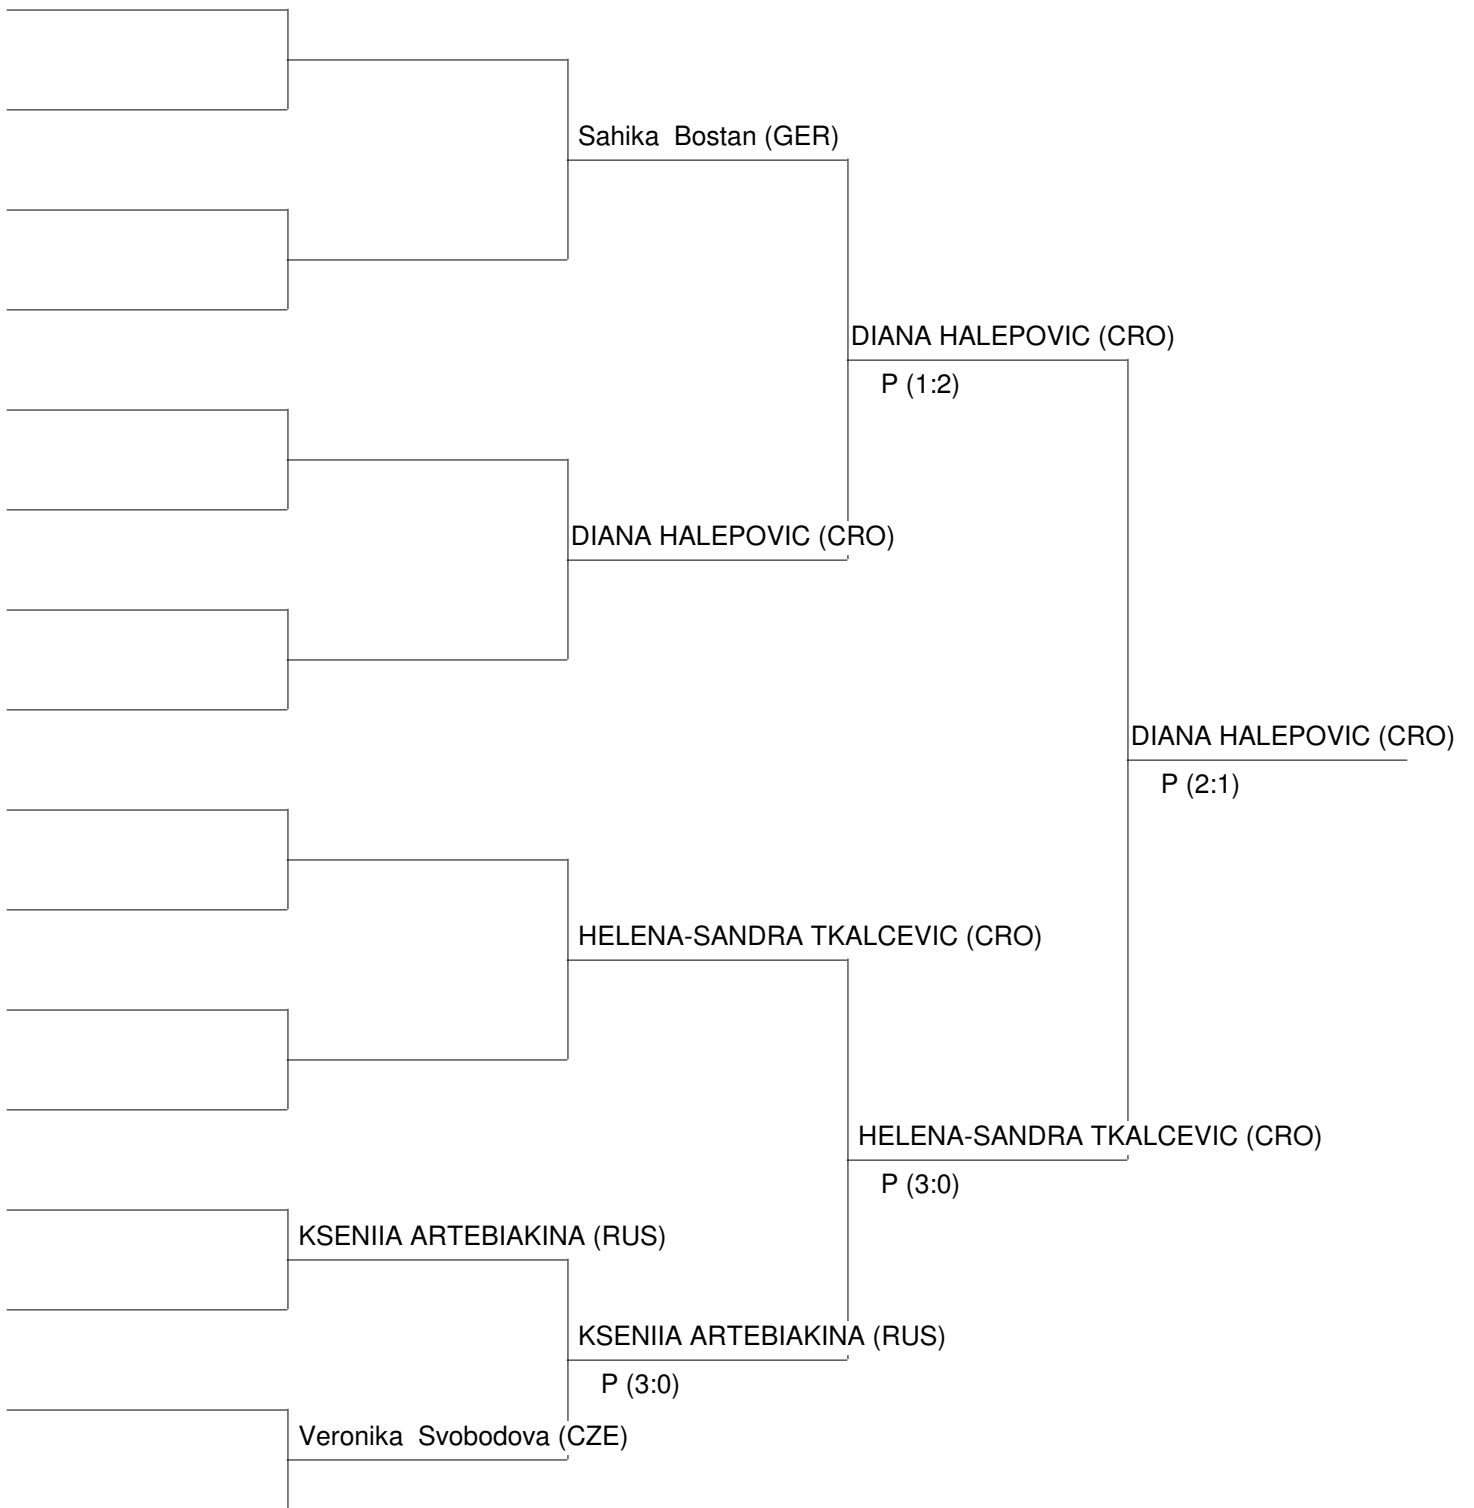 Sahika  Bostan (GER)
DIANA HALEPOVIC (CRO)
P (1:2)
DIANA HALEPOVIC (CRO)
DIANA HALEPOVIC (CRO)
P (2:1)
HELENA-SANDRA TKALCEVIC (CRO)
HELENA-SANDRA TKALCEVIC (CRO)
P (3:0)
KSENIIA ARTEBIAKINA (RUS)
KSENIIA ARTEBIAKINA (RUS)
P (3:0)
Veronika  Svobodova (CZE)